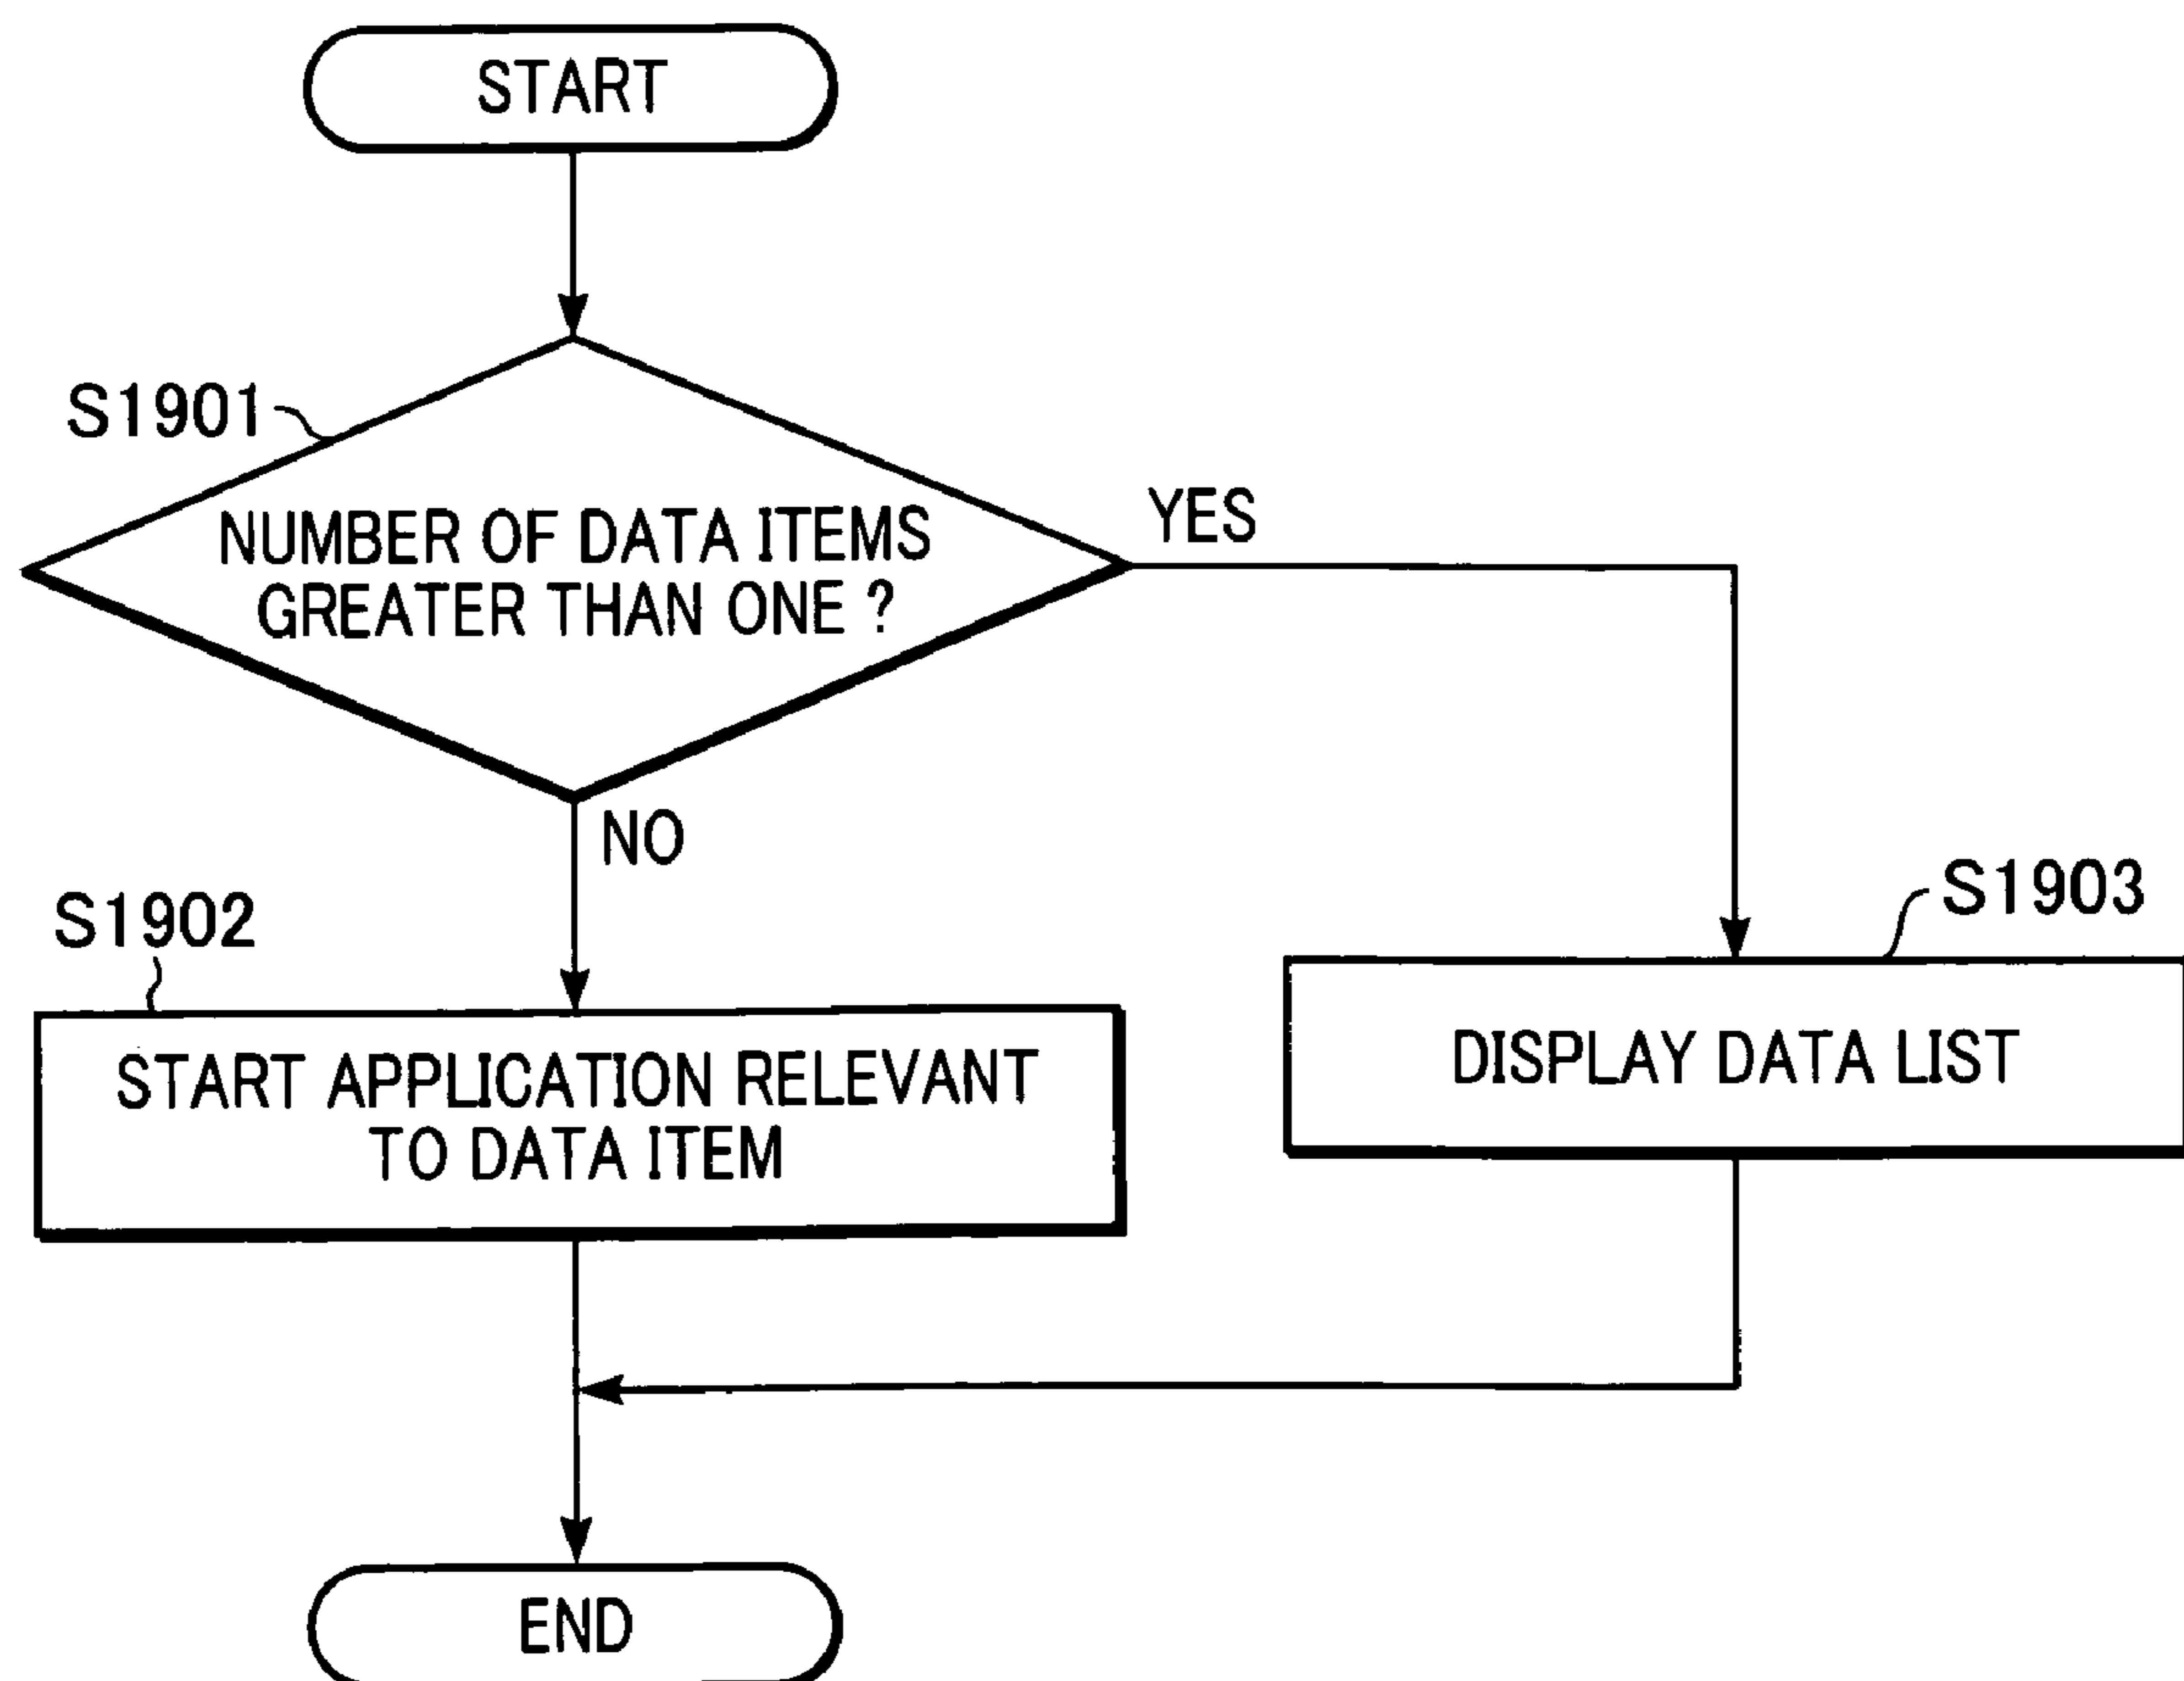 START
S1901
NUMBER OF DATA ITEMS
GREATER THAN ONE ?
YES
NO
S1902
START APPLICATION RELEVANT
TO DATA ITEM
S1903
DISPLAY DATA LIST
END